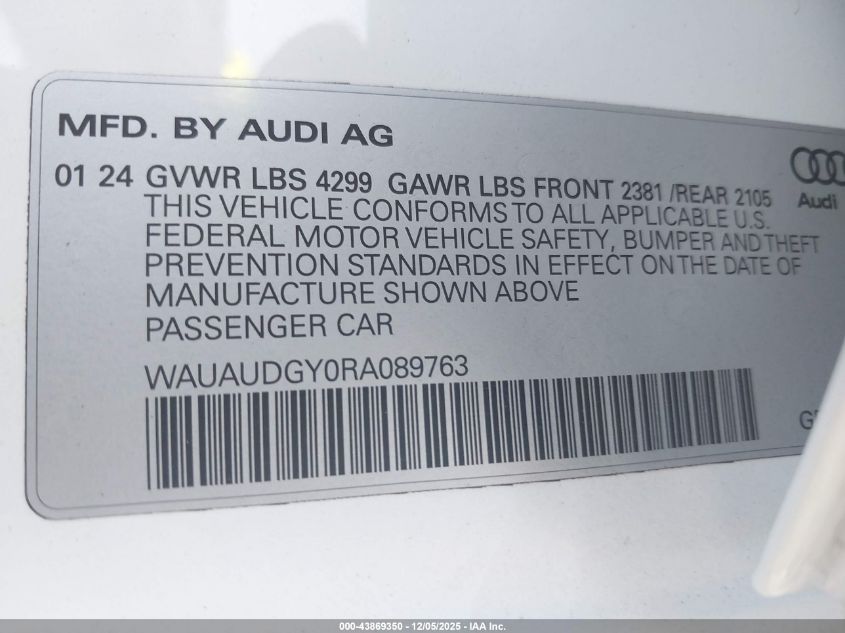 MFD. BY AUDI AG
01 24 GVWR LBS 4299 GAWR LBS FRONT 2381 /REAR 2105
Audi
THIS VEHICLE CONFORMS TO ALL APPLICABLE U.S.
FEDERAL MOTOR VEHICLE SAFETY, BUMPER AND THEFT
PREVENTION STANDARDS IN EFFECT ON THE DATE OF
MANUFACTURE SHOWN ABOVE
PASSENGER CAR
WAUAUDGY0RA089763
000-43869350 - 12/05/2025 - IAA Inc.